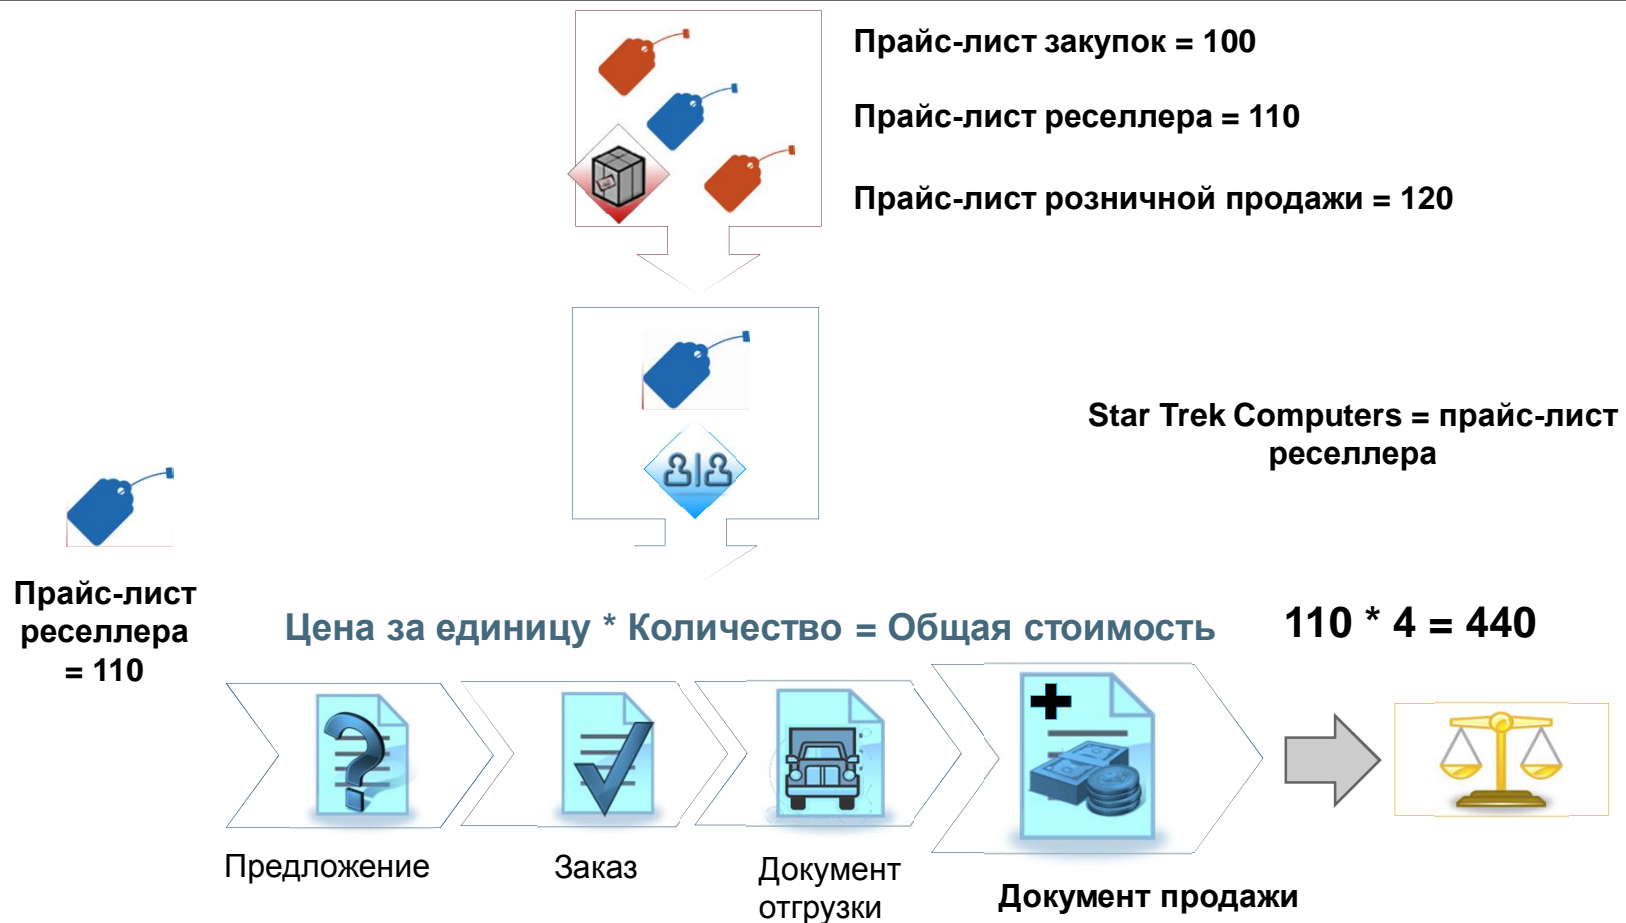 Прайс-лист закупок = 100
Прайс-лист реселлера = 110
Прайс-лист розничной продажи = 120
Star Trek Computers = прайс-лист
реселлера
Прайс-лист
реселлера
= 110
Цена за единицу * Количество = Общая стоимость
110 * 4 = 440
Предложение
Заказ
Документ
отгрузки
Документ продажи